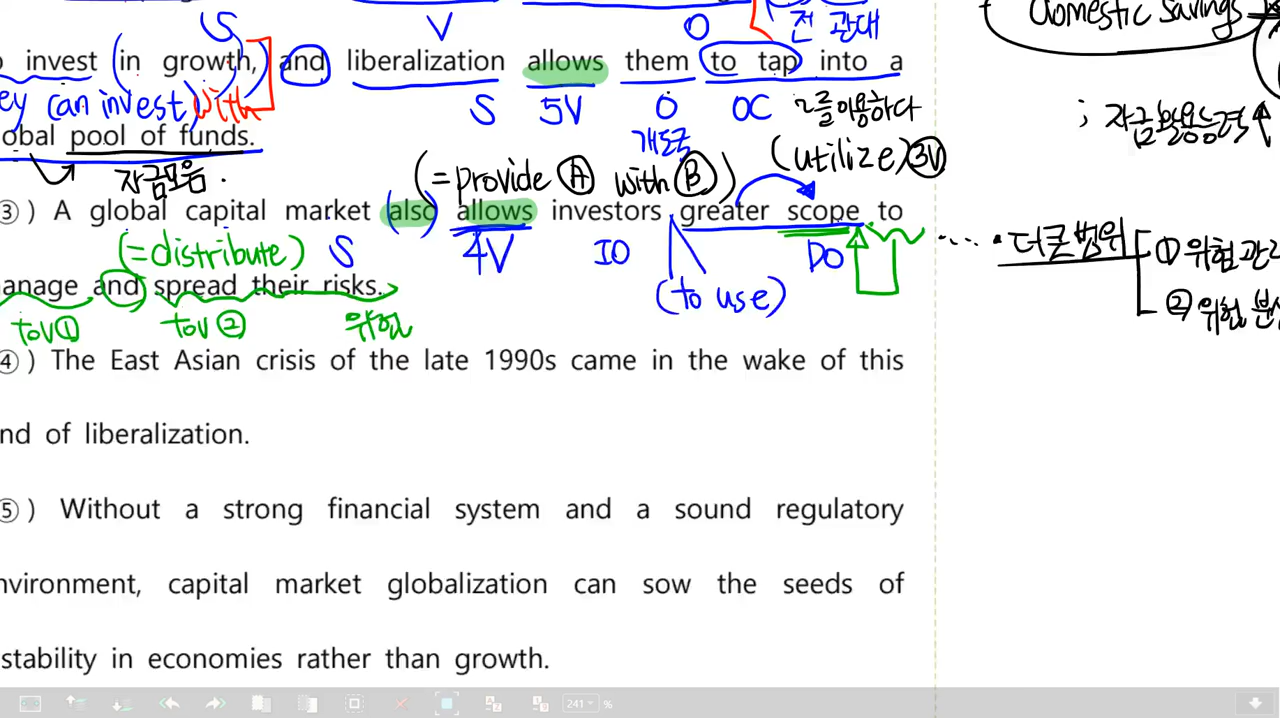 S V O 전 관대 domestic savings
o invest (in growth,) and liberalization allows them to tap into a
ey can invest) with S 5V O OC ~를 이용하다
개도국
; 자금활용능력↑
obal pool of funds.
자금모음 (= provide Ⓐ with Ⓑ) (utilize) 3V
③ ) A global capital market (also) allows investors greater scope to
(= distribute) S 4V IO DO
(to use)
더 큰 범위 ① 위험 관리
② 위험 분산
anage and spread their risks.
toV① toV② 위험
④ ) The East Asian crisis of the late 1990s came in the wake of this
nd of liberalization.
⑤ ) Without a strong financial system and a sound regulatory
nvironment, capital market globalization can sow the seeds of
stability in economies rather than growth.
241 %